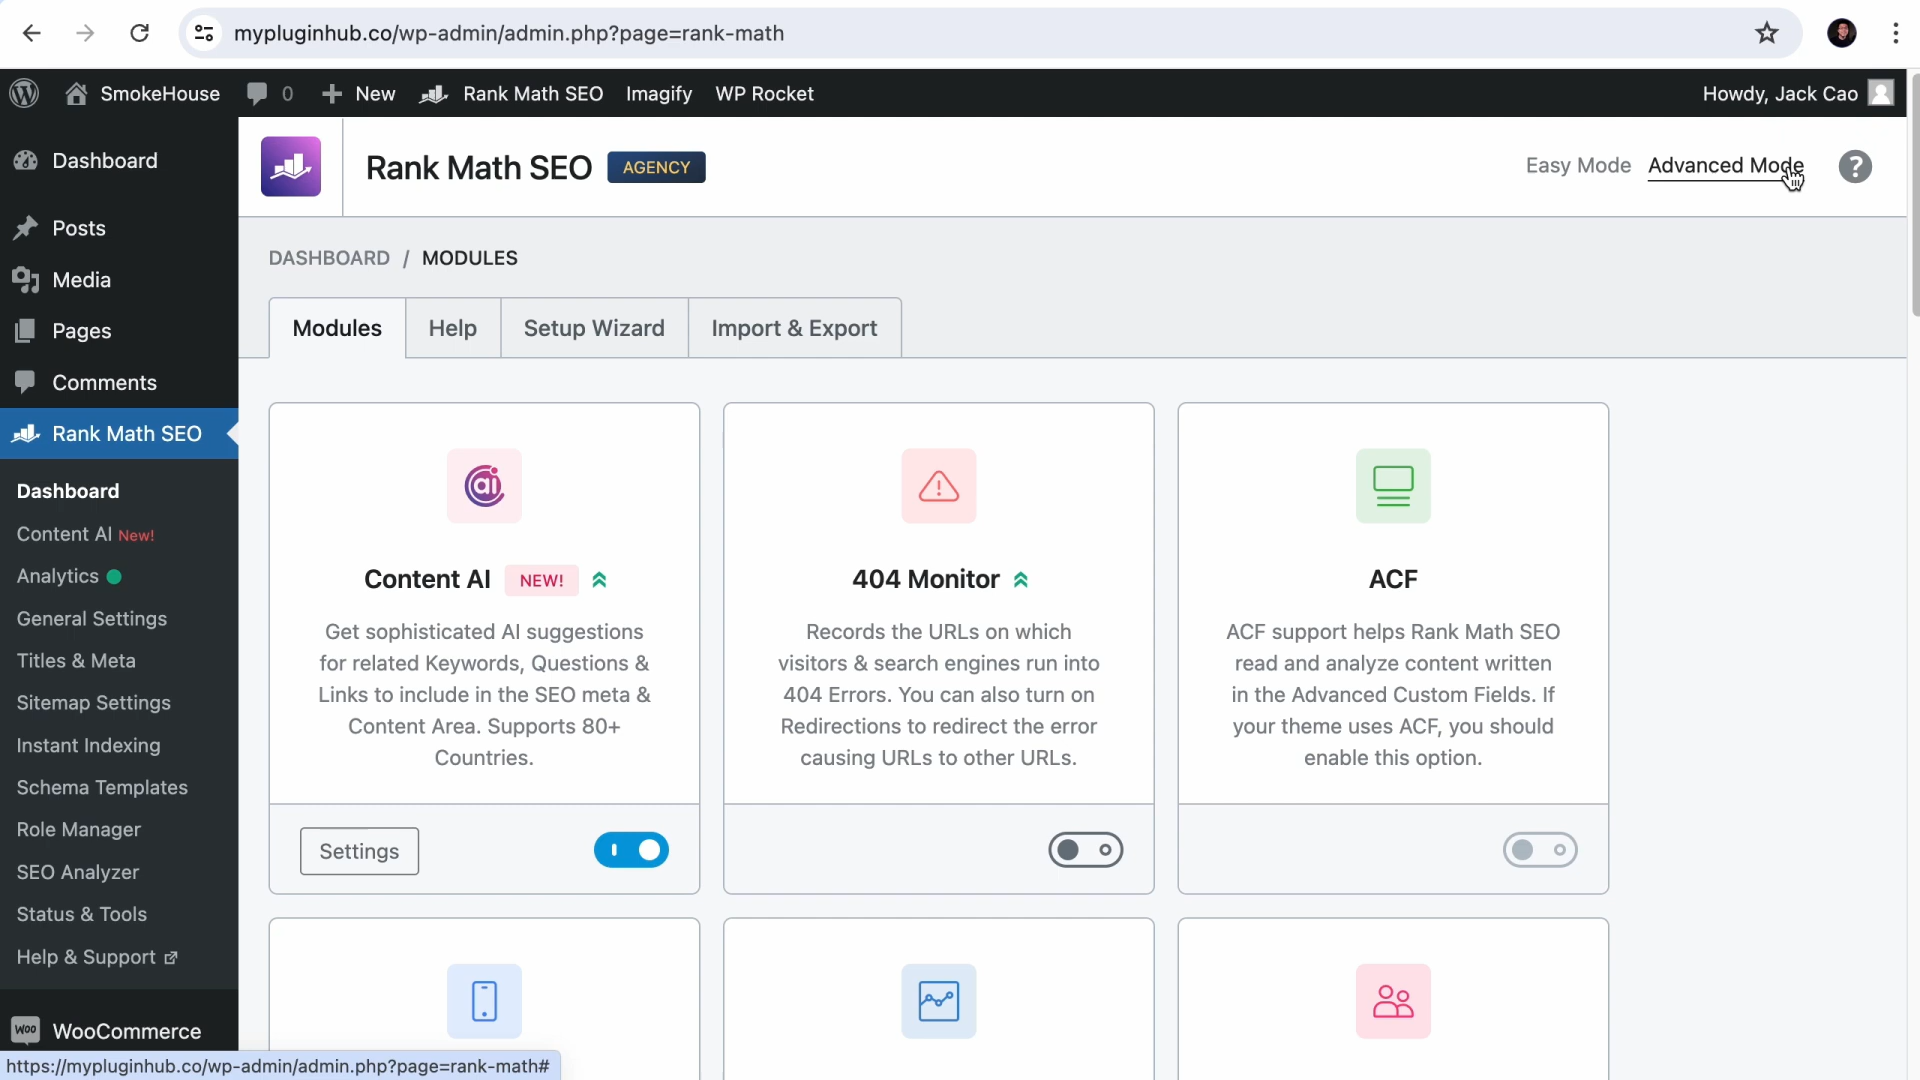 mypluginhub.co/wp-admin/admin.php?page=rank-math
SmokeHouse
0
New
Rank Math SEO
Imagify
WP Rocket
Howdy, Jack Cao
Dashboard
Posts
Media
Pages
Comments
Rank Math SEO
Dashboard
Content AI New!
Analytics
General Settings
Titles & Meta
Sitemap Settings
Instant Indexing
Schema Templates
Role Manager
SEO Analyzer
Status & Tools
Help & Support
Woo WooCommerce
Rank Math SEO AGENCY
Easy Mode
Advanced Mode
?
DASHBOARD / MODULES
Modules
Help
Setup Wizard
Import & Export
ai
Content AI NEW!
Get sophisticated AI suggestions
for related Keywords, Questions &
Links to include in the SEO meta &
Content Area. Supports 80+
Countries.
Settings
404 Monitor
Records the URLs on which
visitors & search engines run into
404 Errors. You can also turn on
Redirections to redirect the error
causing URLs to other URLs.
ACF
ACF support helps Rank Math SEO
read and analyze content written
in the Advanced Custom Fields. If
your theme uses ACF, you should
enable this option.
https://mypluginhub.co/wp-admin/admin.php?page=rank-math#